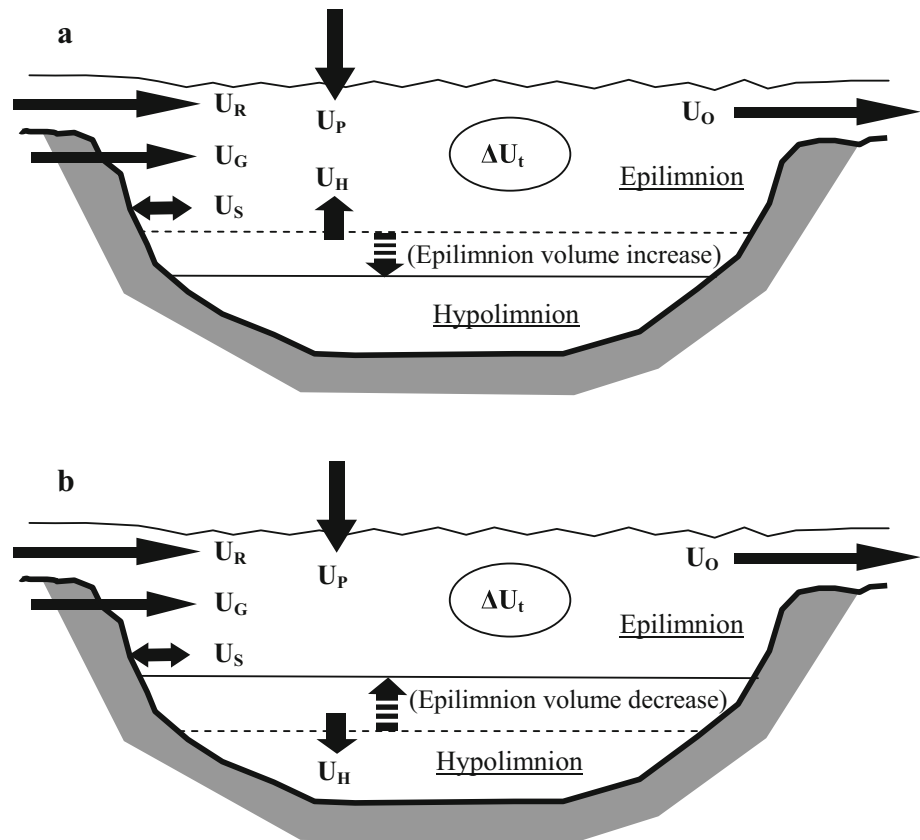 a
U_R
U_P
U_O
U_G
ΔU_t
U_H
Epilimnion
U_S
(Epilimnion volume increase)
Hypolimnion
b
U_R
U_P
U_O
U_G
ΔU_t
Epilimnion
U_S
(Epilimnion volume decrease)
U_H
Hypolimnion